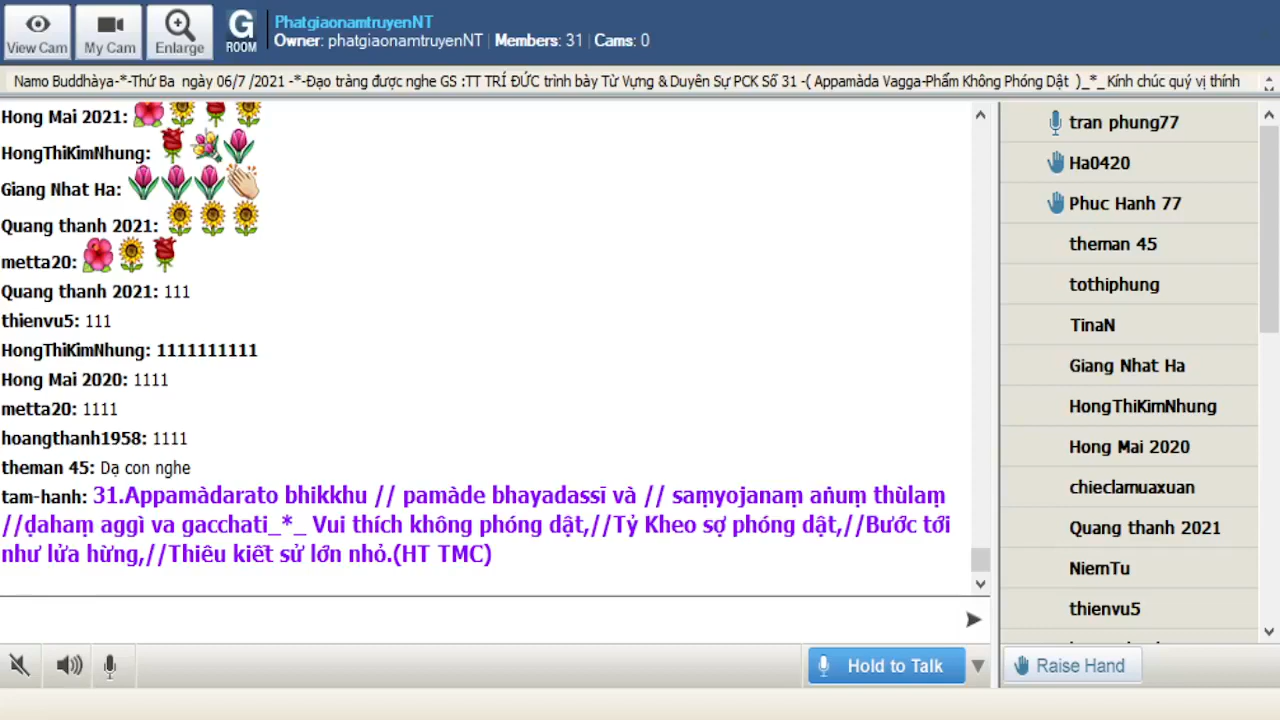 View Cam
My Cam
Enlarge
G
ROOM
PhatgiaonamtruyenNT
Owner: phatgiaonamtruyenNT | Members: 31 | Cams: 0
Namo Buddhàya-*-Thứ Ba ngày 06/7 /2021 -*-Đạo tràng được nghe GS :TT TRÍ ĐỨC trình bày Từ Vựng & Duyên Sự PCK Số 31 -( Appamàda Vagga-Phẩm Không Phóng Dật )_*_Kính chúc quý vị thính
Hong Mai 2021:
HongThiKimNhung:
Giang Nhat Ha:
Quang thanh 2021:
metta20:
Quang thanh 2021: 111
thienvu5: 111
HongThiKimNhung: 1111111111
Hong Mai 2020: 1111
metta20: 1111
hoangthanh1958: 1111
theman 45: Dạ con nghe
tam-hanh: 31.Appamàdarato bhikkhu // pamàde bhayadassī và // saṃyojanaṃ aṅuṃ thùlaṃ
//ḍahaṃ aggì va gacchati_*_ Vui thích không phóng dật,//Tỷ Kheo sợ phóng dật,//Bước tới
như lửa hừng,//Thiêu kiết sử lớn nhỏ.(HT TMC)
tran phung77
Ha0420
Phuc Hanh 77
theman 45
tothiphung
TinaN
Giang Nhat Ha
HongThiKimNhung
Hong Mai 2020
chieclamuaxuan
Quang thanh 2021
NiemTu
thienvu5
Hold to Talk
Raise Hand